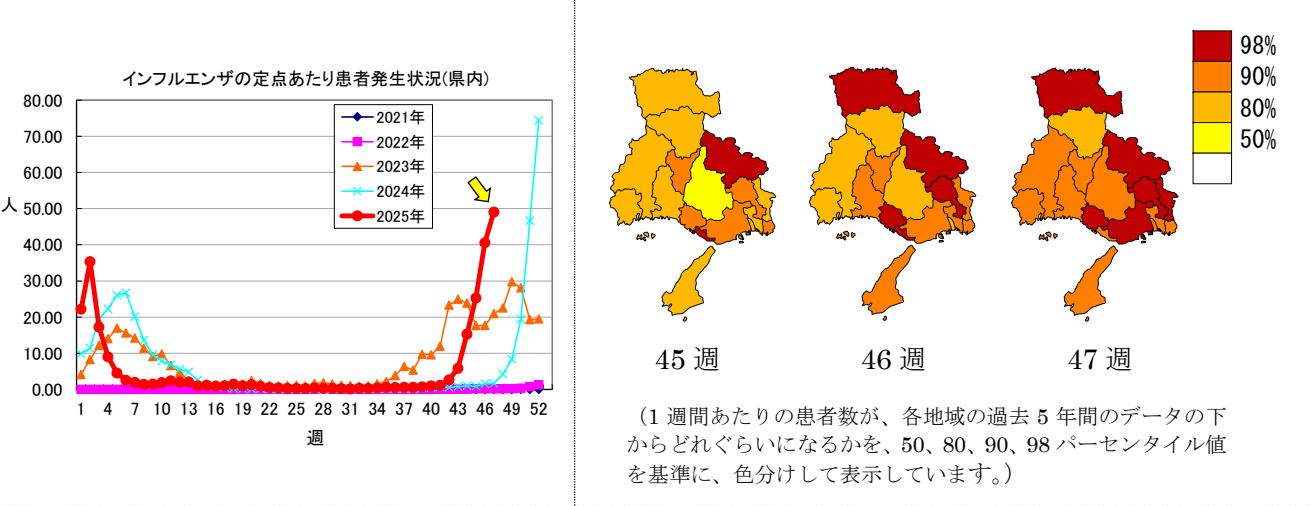 インフルエンザの定点あたり患者発生状況(県内)
80.00
70.00
60.00
50.00
40.00
30.00
20.00
10.00
0.00
人
2021年
2022年
2023年
2024年
2025年
1 4 7 10 13 16 19 22 25 28 31 34 37 40 43 46 49 52
週
98%
90%
80%
50%
45 週
46 週
47 週
（1 週間あたりの患者数が、各地域の過去 5 年間のデータの下
からどれぐらいになるかを、50、80、90、98 パーセンタイル値
を基準に、色分けして表示しています。）